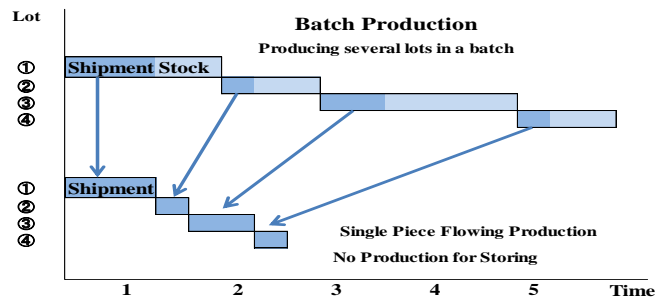 Lot
Batch Production
Producing several lots in a batch
① Shipment Stock
②
③
④
① Shipment
②
③
④
Single Piece Flowing Production
No Production for Storing
1 2 3 4 5 Time